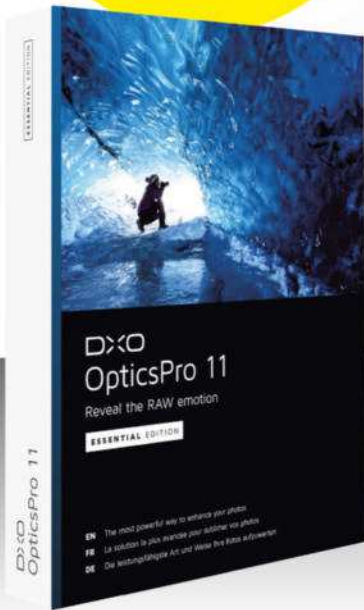 ESSENTIAL EDITION
DXO
OpticsPro 11
DXO
OpticsPro 11
Reveal the RAW emotion
ESSENTIAL EDITION
EN The most powerful way to enhance your photos
FR La solution la plus avancée pour sublimer vos photos
DE Die leistungsfähigste Art und Weise Ihre Fotos aufzuwerten